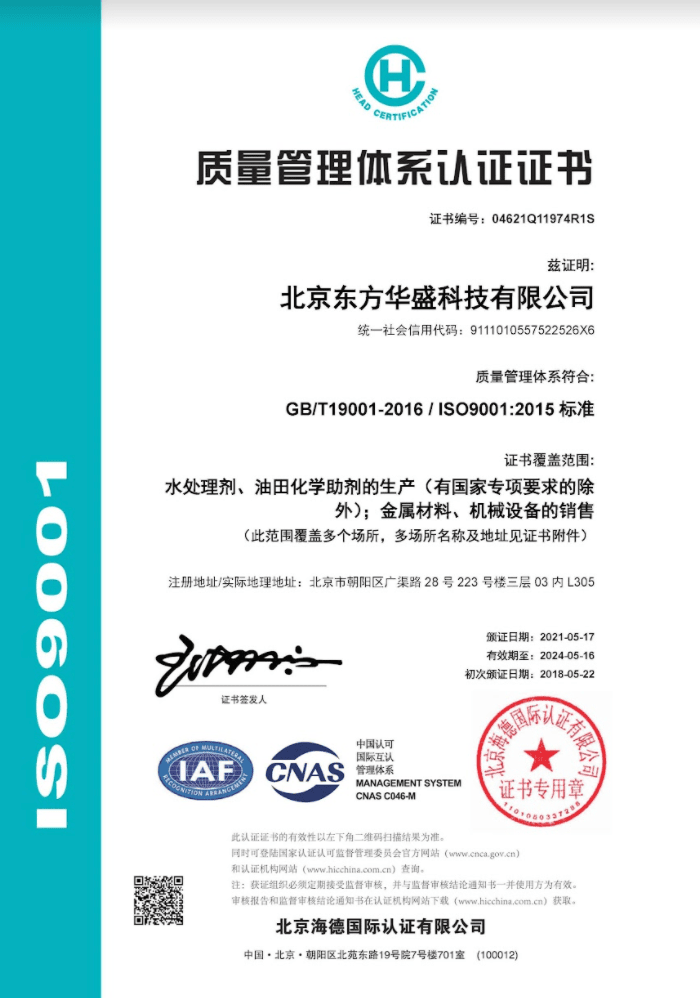 HC
HEAD CERTIFICATION
质量管理体系认证证书
证书编号：04621Q11974R1S
兹证明:
北京东方华盛科技有限公司
统一社会信用代码：9111010557522526X6
质量管理体系符合:
GB/T19001-2016 / ISO9001:2015 标准
证书覆盖范围:
水处理剂、油田化学助剂的生产（有国家专项要求的除
外）；金属材料、机械设备的销售
（此范围覆盖多个场所，多场所名称及地址见证书附件）
注册地址/实际地理地址：北京市朝阳区广渠路 28 号 223 号楼三层 03 内 L305
颁证日期：2021-05-17
有效期至：2024-05-16
初次颁证日期：2018-05-22
证书签发人
ISO9001
MEMBER OF MULTILATERAL
IAF
RECOGNITION ARRANGEMENT
CNAS
中国认可
国际互认
管理体系
MANAGEMENT SYSTEM
CNAS C046-M
北京海德国际认证有限公司
证书专用章
此认证证书的有效性以左下角二维码扫描结果为准。
同时可登陆国家认证认可监督管理委员会官方网站（www.cnca.gov.cn）
和认证机构网站（www.hicchina.com.cn）查询。
注：获证组织必须定期接受监督审核，并与监督审核结论通知书一并使用方为有效。
审核报告和监督审核结论通知书在认证机构网站下载（www.hicchina.com.cn）获取。
北京海德国际认证有限公司
中国·北京·朝阳区北苑东路19号院7号楼701室 （100012）